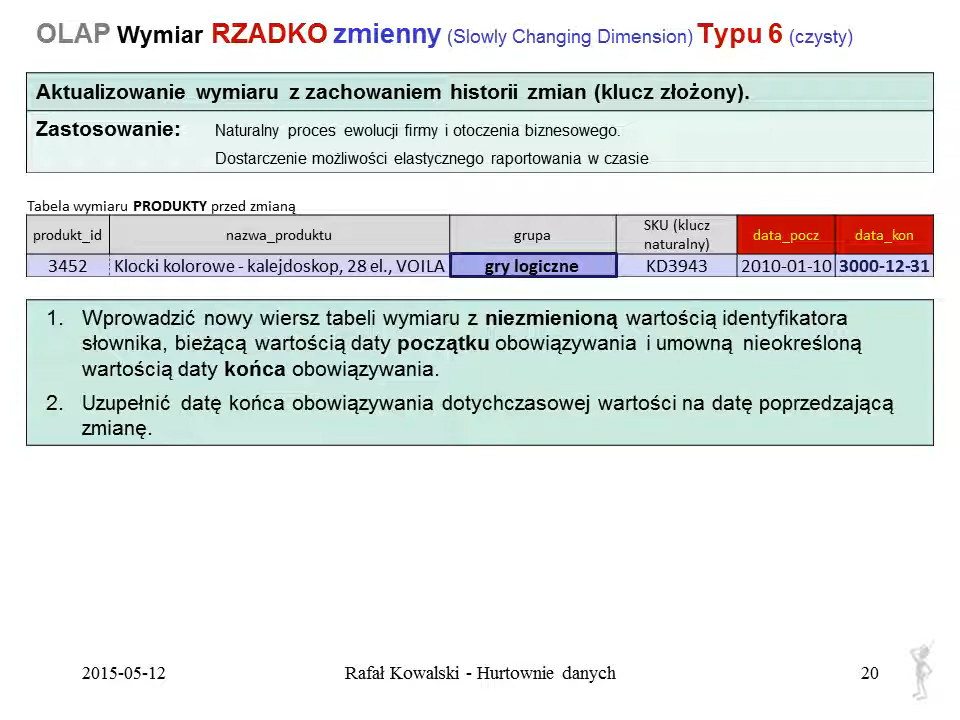 OLAP Wymiar RZADKO zmienny (Slowly Changing Dimension) Typu 6 (czysty)
Aktualizowanie wymiaru z zachowaniem historii zmian (klucz złożony).
Zastosowanie: Naturalny proces ewolucji firmy i otoczenia biznesowego.
Dostarczenie możliwości elastycznego raportowania w czasie
Tabela wymiaru PRODUKTY przed zmianą
produkt_id nazwa_produktu grupa SKU (klucz naturalny) data_pocz data_kon
3452 Klocki kolorowe - kalejdoskop, 28 el., VOILA gry logiczne KD3943 2010-01-10 3000-12-31
1. Wprowadzić nowy wiersz tabeli wymiaru z niezmienioną wartością identyfikatora
słownika, bieżącą wartością daty początku obowiązywania i umowną nieokreśloną
wartością daty końca obowiązywania.
2. Uzupełnić datę końca obowiązywania dotychczasowej wartości na datę poprzedzającą
zmianę.
2015-05-12 Rafał Kowalski - Hurtownie danych 20